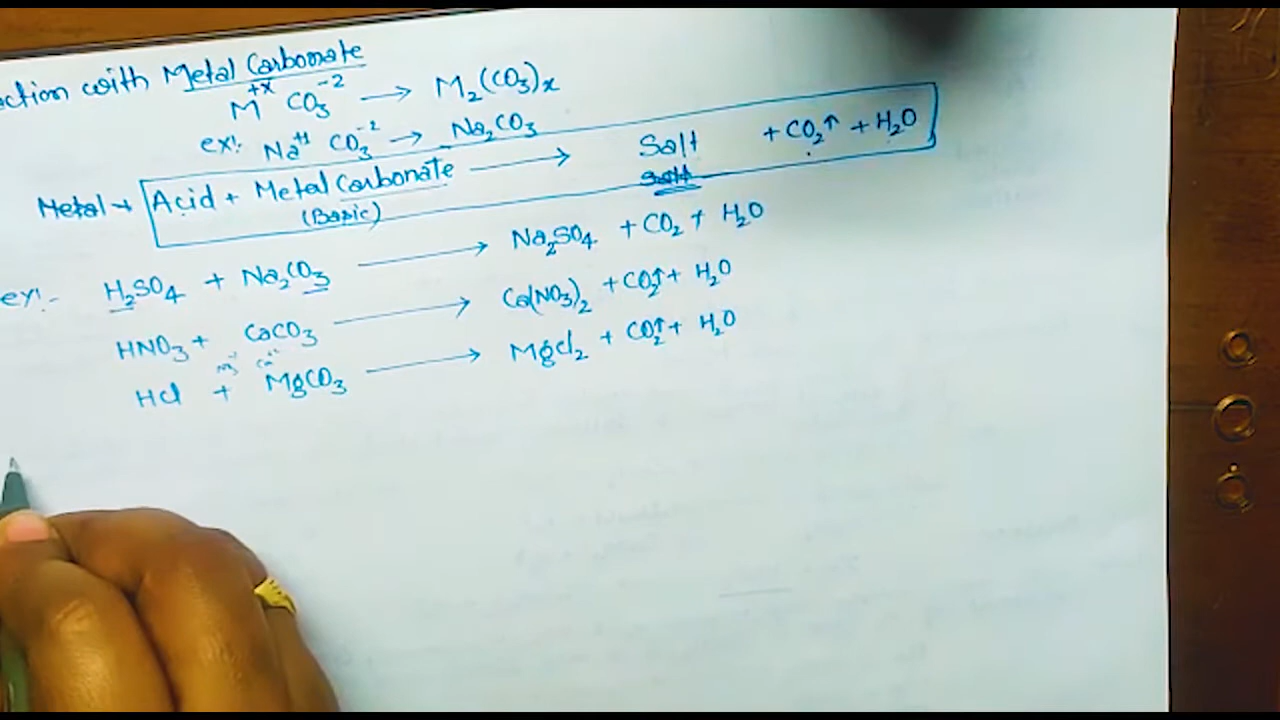 ction with Metal Carbonate
M⁺ˣ CO₃⁻² → M₂(CO₃)ₓ
ex:- Na⁺¹ CO₃⁻² → Na₂CO₃
Metal + Acid + Metal Carbonate → Salt + CO₂↑ + H₂O
(Basic) Salt
ex:- H₂SO₄ + Na₂CO₃ → Na₂SO₄ + CO₂ + H₂O
HNO₃ + CaCO₃ → Ca(NO₃)₂ + CO₂↑ + H₂O
HCl + MgCO₃ → MgCl₂ + CO₂↑ + H₂O